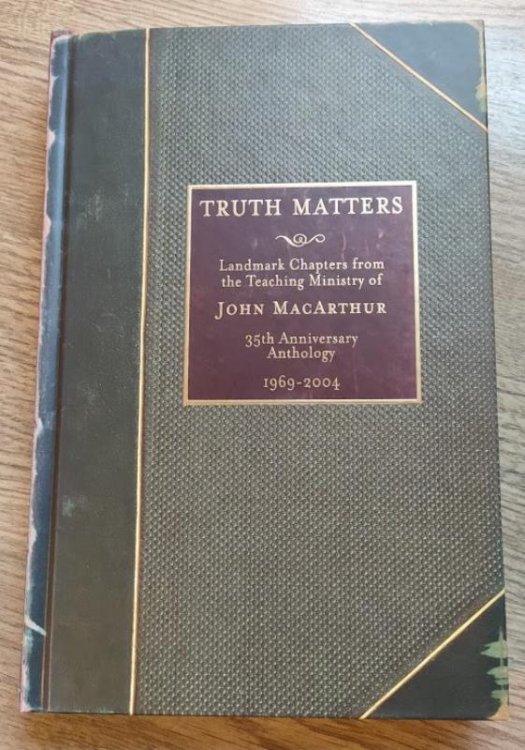 TRUTH MATTERS
Landmark Chapters from
the Teaching Ministry of
JOHN MACARTHUR
35th Anniversary
Anthology
1969-2004